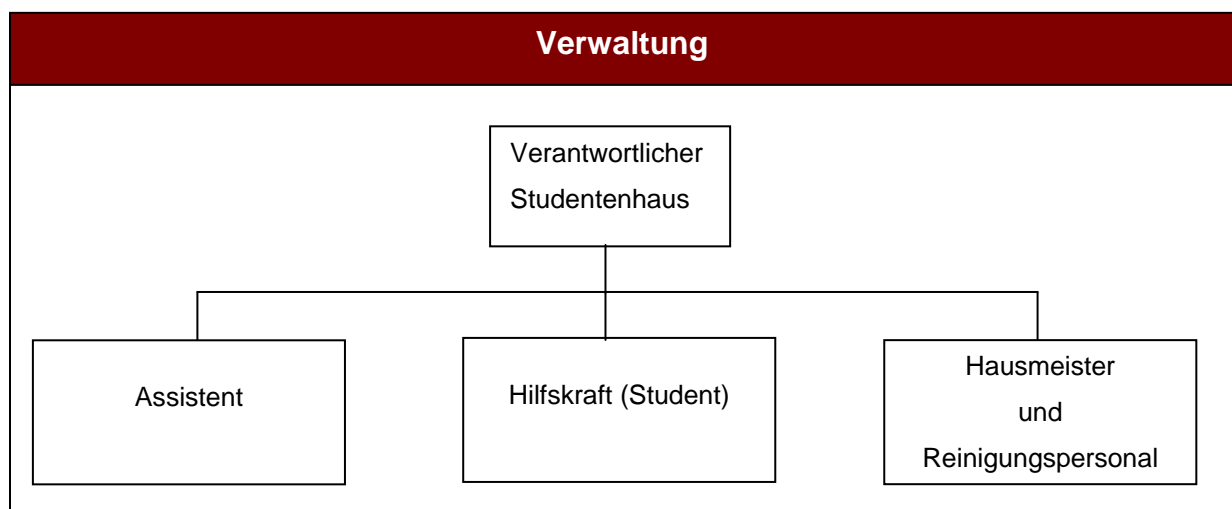 Verwaltung
Verantwortlicher
Studentenhaus
Assistent
Hilfskraft (Student)
Hausmeister
und
Reinigungspersonal